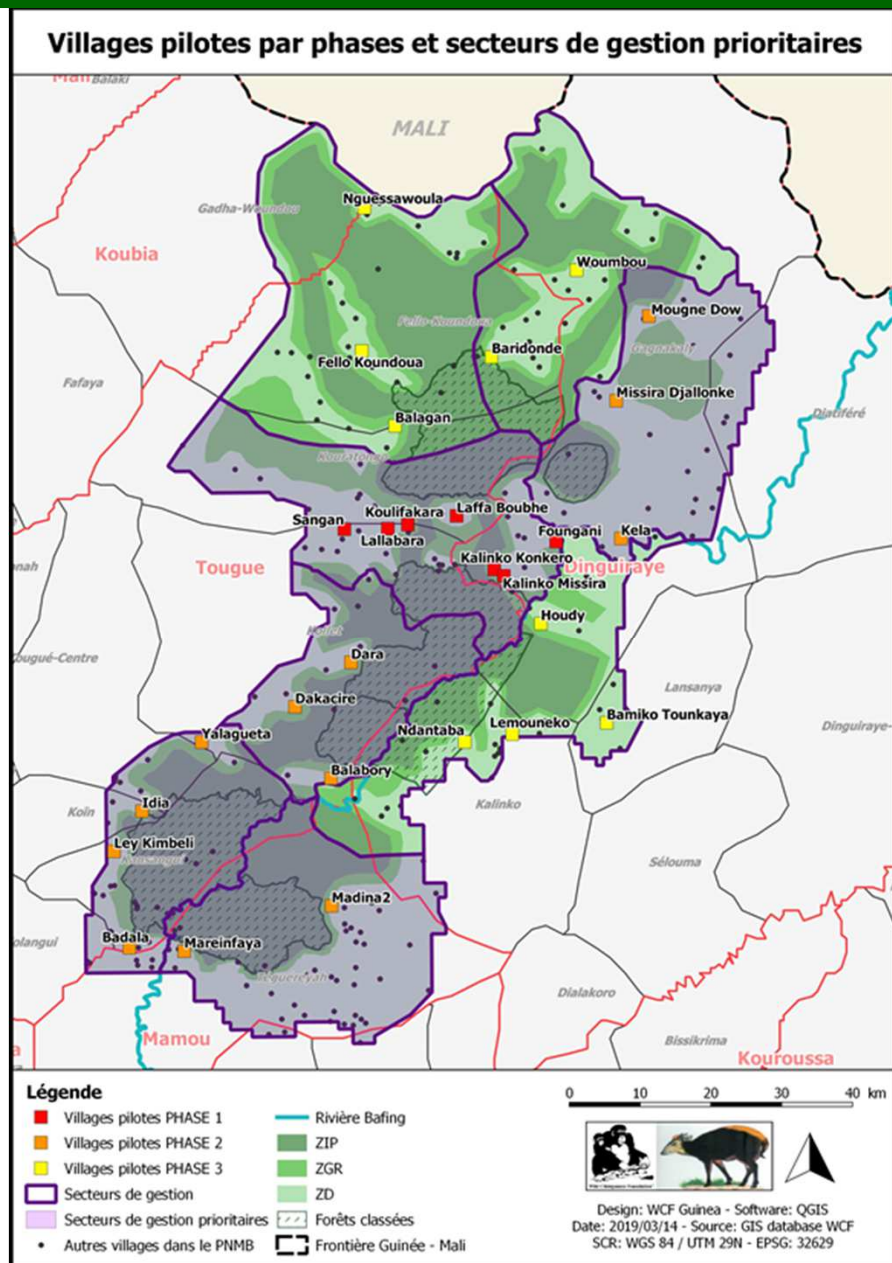 Villages pilotes par phases et secteurs de gestion prioritaires
Balaki
MALI
Gadha-Woundou
Nguessawoula
Koubia
Woumbou
Mougne Dow
Fello-Koundoua
Gagnakaly
Baridonde
Fello Koundoua
Fafaya
Missira Djallonke
Diatiféré
Balagan
Kouratongo
Koulifakara
Laffa Boubhe
Sangan
Lallabara
Foungani
Kela
Kalinko Konkero
Dinguiraye
Tougue
Kalinko Missira
Houdy
Kollet
Dara
Lansanya
Dakacire
Bamiko Tounkaya
Lemouneko
Ndantaba
Yalagueta
Balabory
Koïn
Idia
Kalinko
Ley Kimbeli
Kansangui
Sélouma
Madina2
Badala
Mareinfaya
Téguereyah
Dialakoro
Mamou
Bissikrima
Kouroussa
Légende
Villages pilotes PHASE 1
Villages pilotes PHASE 2
Villages pilotes PHASE 3
Secteurs de gestion
Secteurs de gestion prioritaires
Autres villages dans le PNMB
Rivière Bafing
ZIP
ZGR
ZD
Forêts classées
Frontière Guinée - Mali
0 10 20 30 40 km
Design: WCF Guinea - Software: QGIS
Date: 2019/03/14 - Source: GIS database WCF
SCR: WGS 84 / UTM 29N - EPSG: 32629